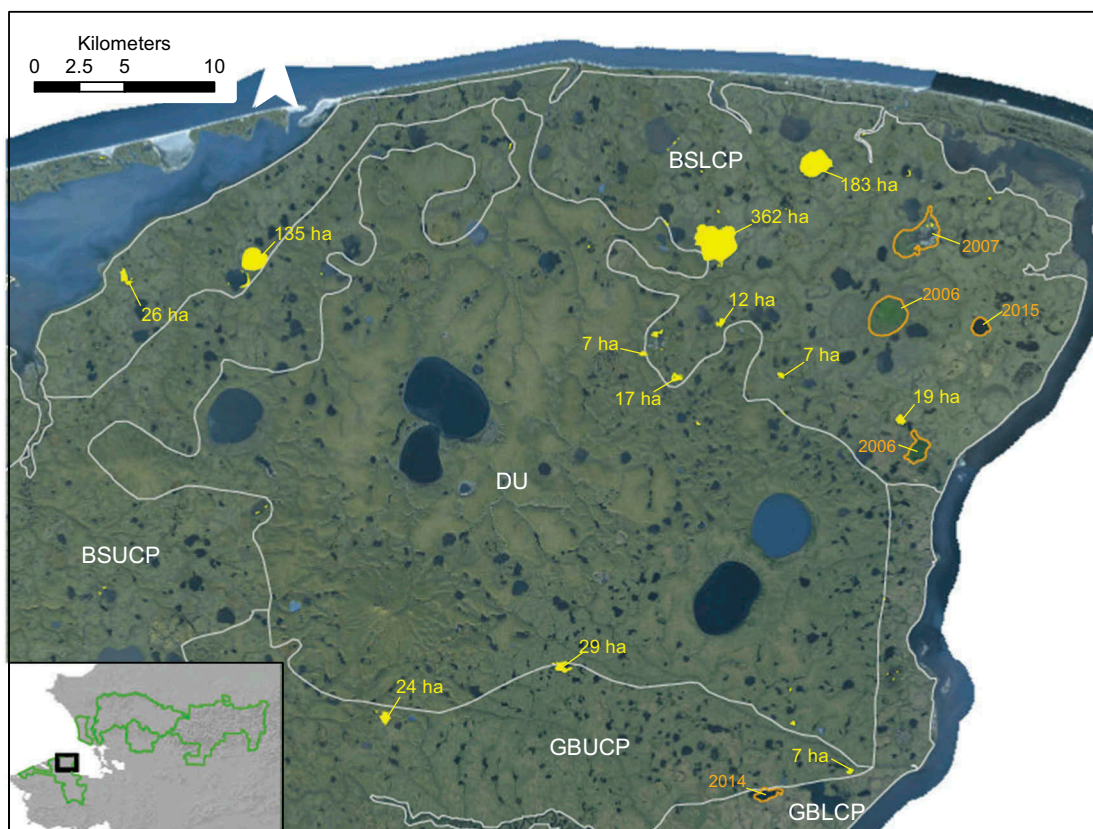 Kilometers
0 2.5 5 10
BSLCP
183 ha
362 ha
135 ha
2007
26 ha
2006
2015
12 ha
7 ha
17 ha
7 ha
19 ha
2006
DU
BSUCP
29 ha
24 ha
GBUCP
7 ha
2014
GBLCP